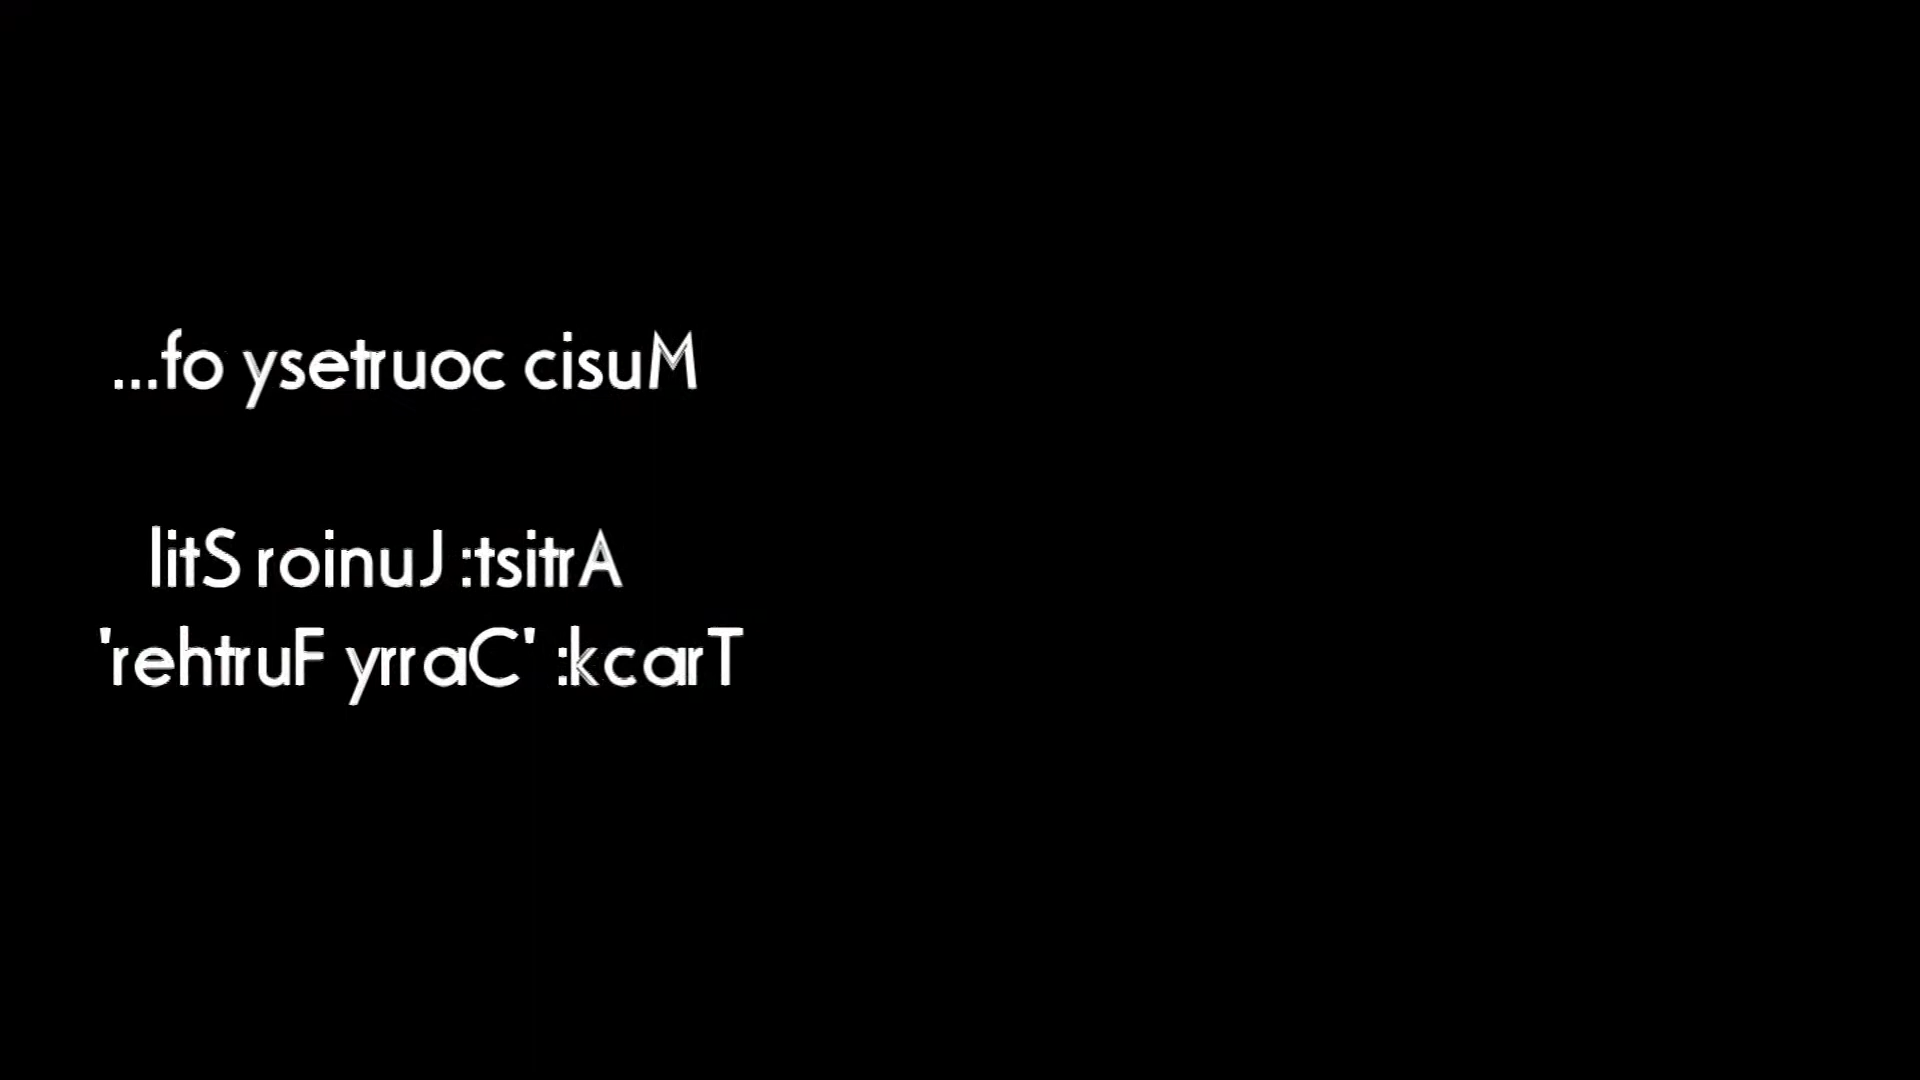 ...fo ysetruoc cisuM
litS roinuJ :tsitrA
'rehtruF yrraC' :kcarT